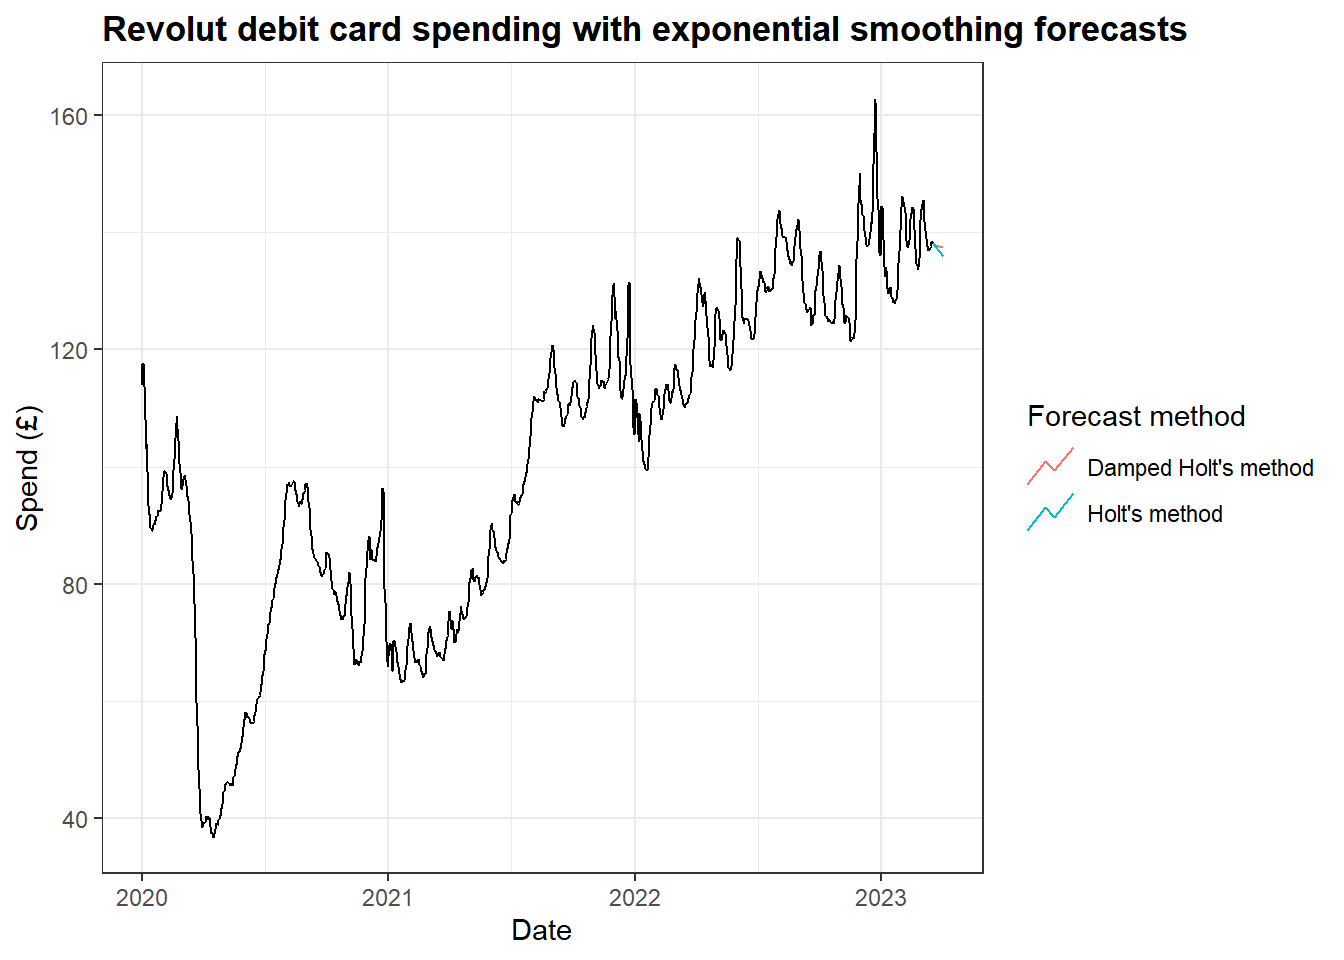 Revolut debit card spending with exponential smoothing forecasts
160
120
80
40
Spend (£)
2020 2021 2022 2023
Date
Forecast method
Damped Holt's method
Holt's method